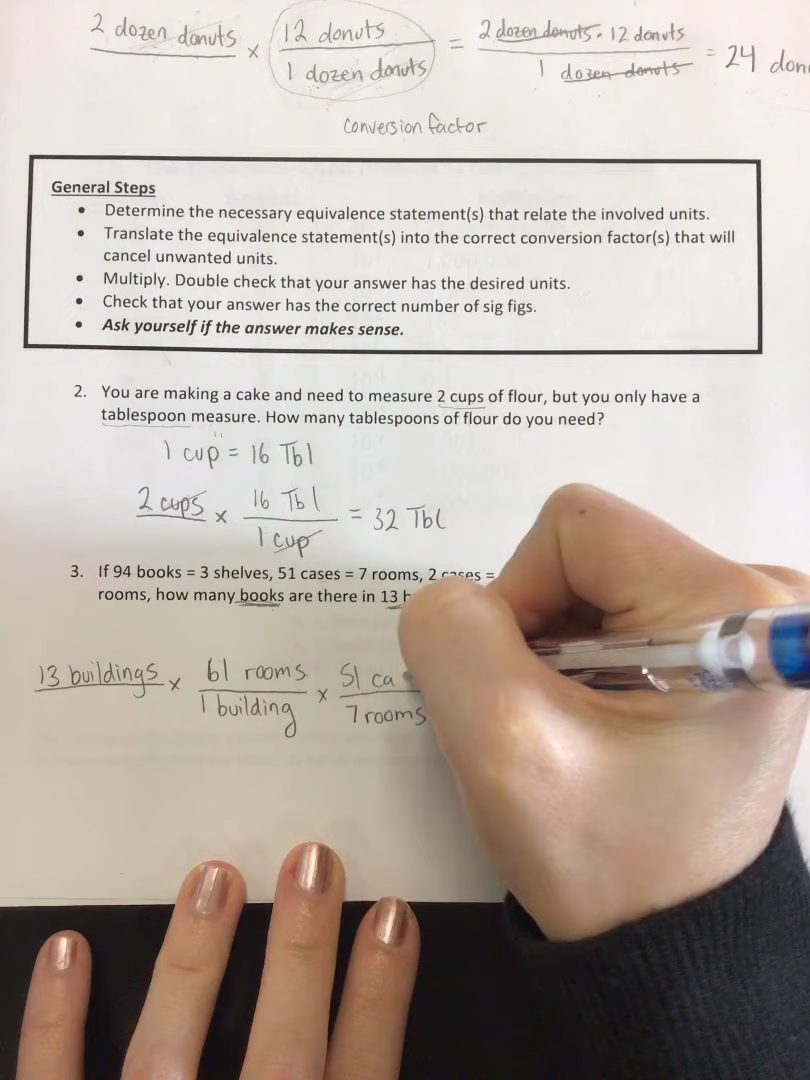 2 dozen donuts × 12 donuts / 1 dozen donuts = 2 dozen donuts · 12 donuts / 1 dozen donuts = 24 don
conversion factor
General Steps
• Determine the necessary equivalence statement(s) that relate the involved units.
• Translate the equivalence statement(s) into the correct conversion factor(s) that will
cancel unwanted units.
• Multiply. Double check that your answer has the desired units.
• Check that your answer has the correct number of sig figs.
• Ask yourself if the answer makes sense.
2. You are making a cake and need to measure 2 cups of flour, but you only have a
tablespoon measure. How many tablespoons of flour do you need?
1 cup = 16 Tbl
2 cups × 16 Tbl / 1 cup = 32 Tbl
3. If 94 books = 3 shelves, 51 cases = 7 rooms, 2 cases =
rooms, how many books are there in 13
13 buildings × 61 rooms / 1 building × 51 ca / 7 rooms